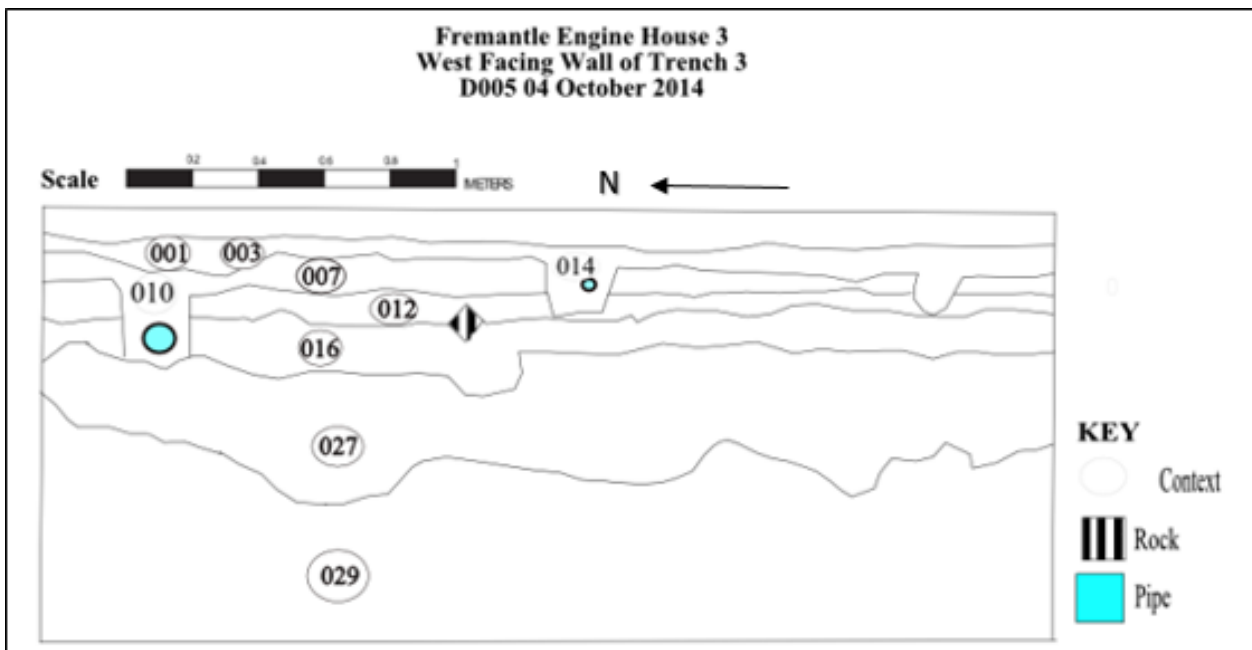 Fremantle Engine House 3
West Facing Wall of Trench 3
D005 04 October 2014
Scale
0.2 0.4 0.6 0.8 1
METERS
N
001 003
007
014
010
012
016
027
029
KEY
Context
Rock
Pipe
0